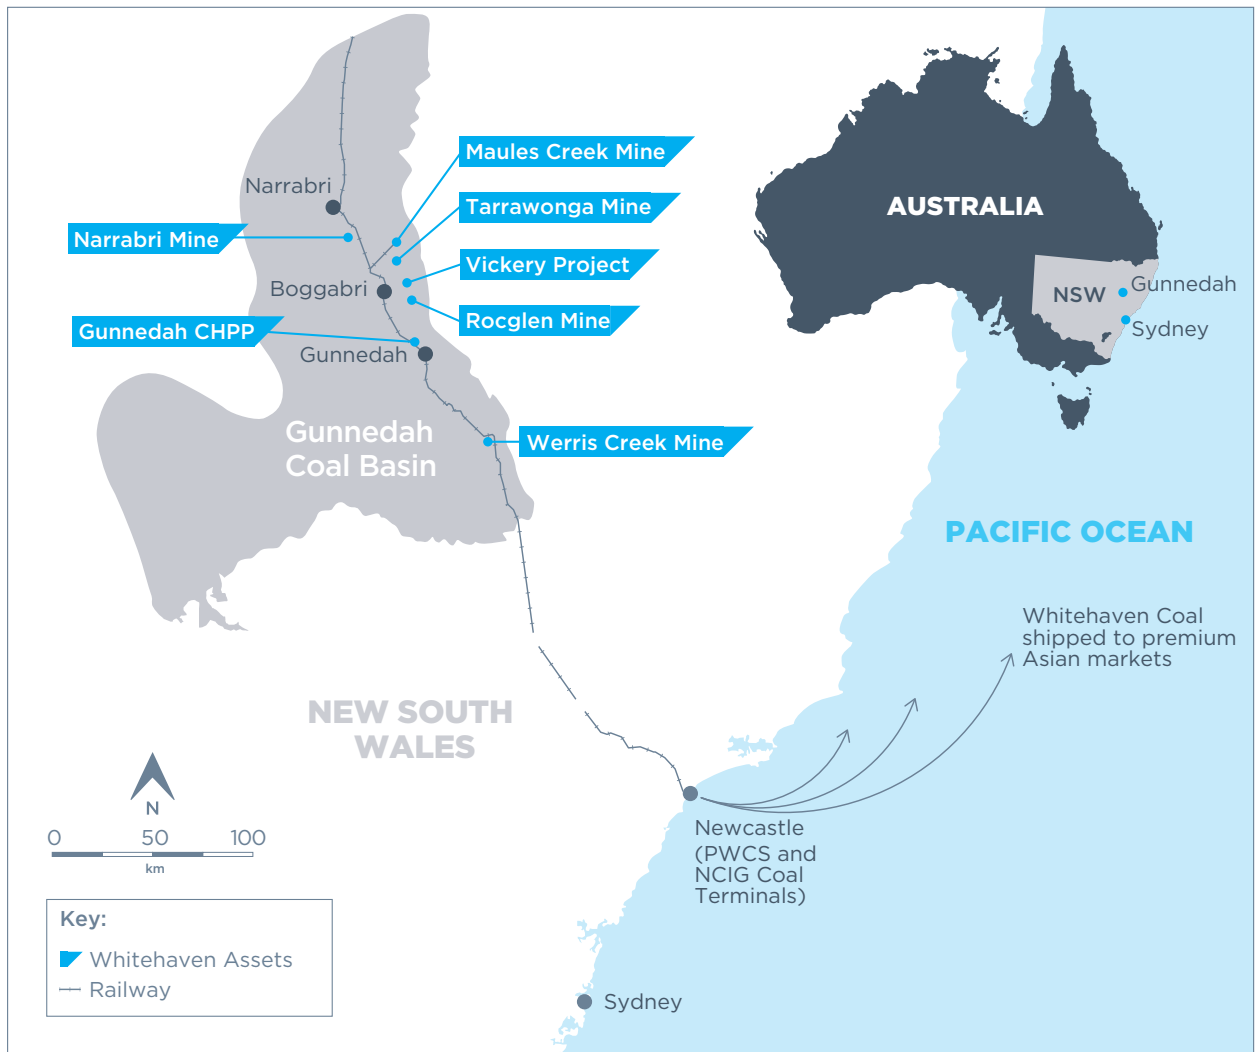 Narrabri
Narrabri Mine
Boggabri
Gunnedah CHPP
Gunnedah
Maules Creek Mine
Tarrawonga Mine
Vickery Project
Rocglen Mine
Werris Creek Mine
Gunnedah
Coal Basin
AUSTRALIA
NSW
Gunnedah
Sydney
PACIFIC OCEAN
Whitehaven Coal
shipped to premium
Asian markets
NEW SOUTH
WALES
Newcastle
(PWCS and
NCIG Coal
Terminals)
Sydney
N
0 50 100
km
Key:
Whitehaven Assets
Railway